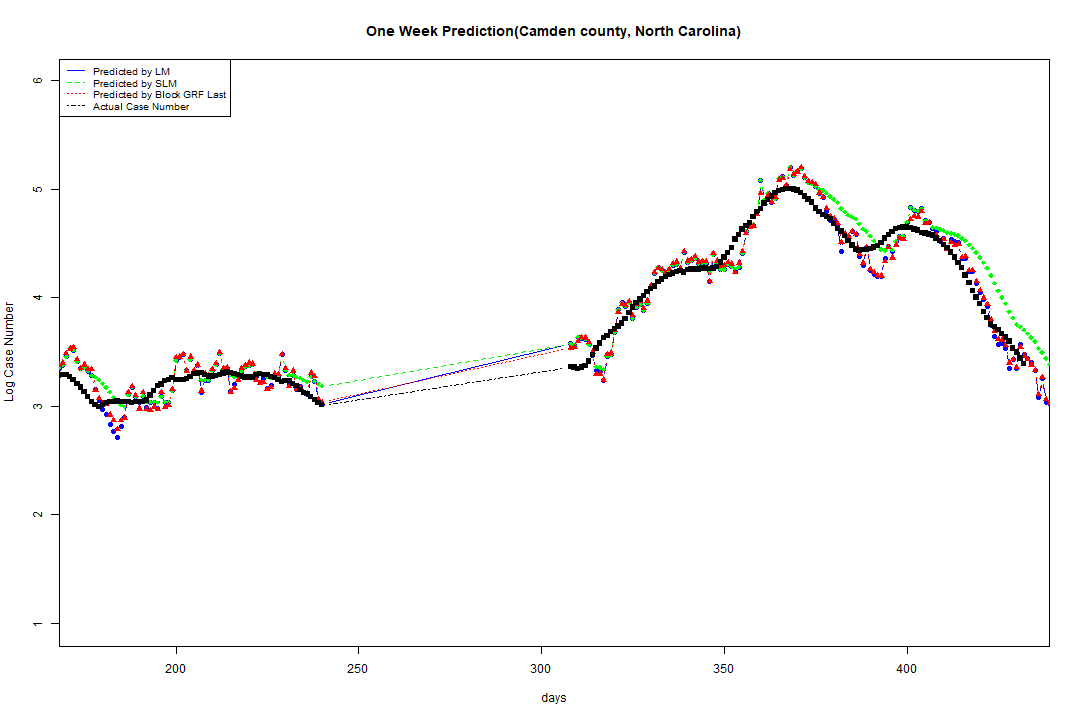 One Week Prediction(Camden county, North Carolina)
Predicted by LM
Predicted by SLM
Predicted by Block GRF Last
Actual Case Number
Log Case Number
6
5
4
3
2
1
200 250 300 350 400
days